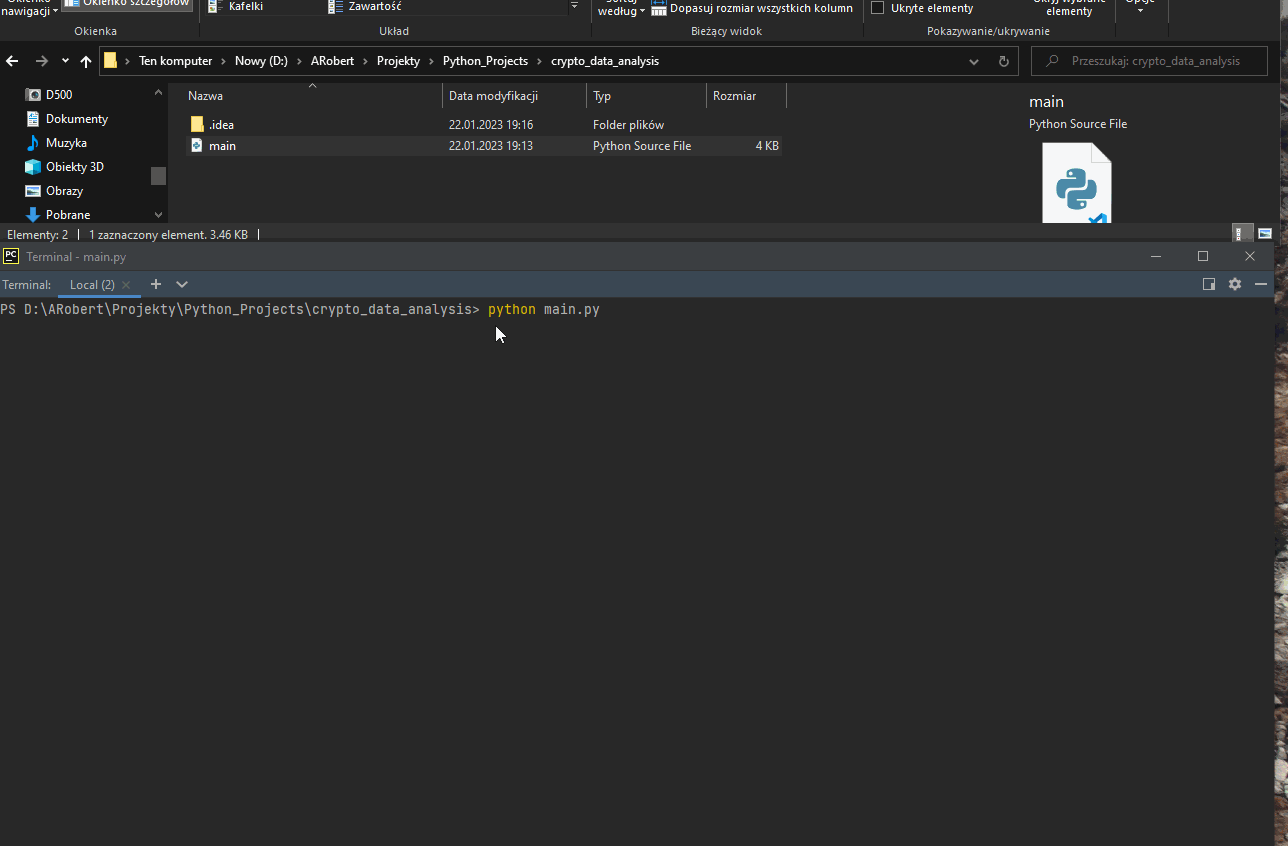 Okienko szczegółów
Kafelki
Zawartość
Sortuj
nawigacji
według
Dopasuj rozmiar wszystkich kolumn
Ukryte elementy
elementy
Okienka
Układ
Bieżący widok
Pokazywanie/ukrywanie
Ten komputer > Nowy (D:) > ARobert > Projekty > Python_Projects > crypto_data_analysis
Przeszukaj: crypto_data_analysis
D500
Dokumenty
Muzyka
Obiekty 3D
Obrazy
Pobrane
Nazwa Data modyfikacji Typ Rozmiar
.idea 22.01.2023 19:16 Folder plików
main 22.01.2023 19:13 Python Source File 4 KB
main
Python Source File
Elementy: 2 | 1 zaznaczony element. 3.46 KB |
PC Terminal - main.py
Terminal: Local (2)
PS D:\ARobert\Projekty\Python_Projects\crypto_data_analysis> python main.py